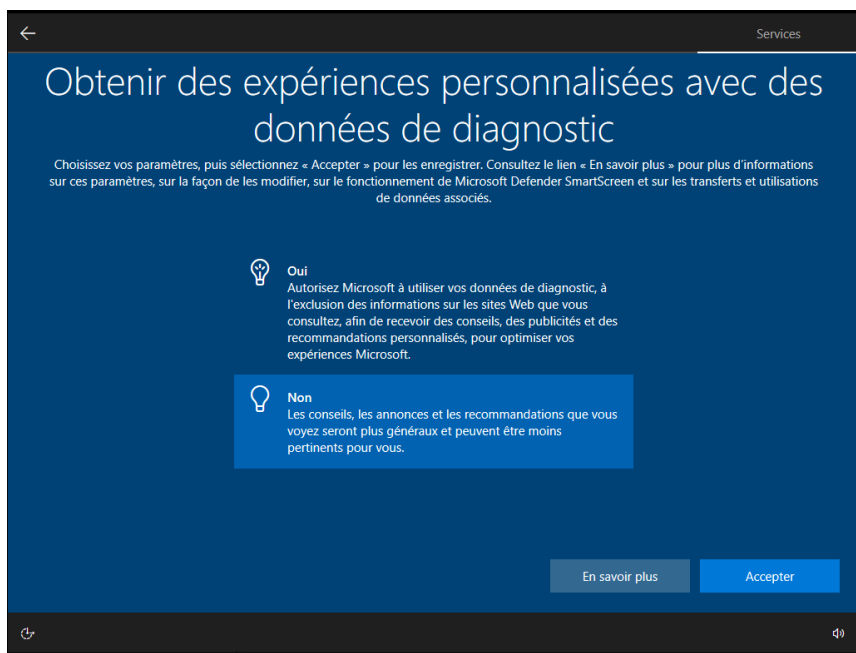 Services
Obtenir des expériences personnalisées avec des
données de diagnostic
Choisissez vos paramètres, puis sélectionnez « Accepter » pour les enregistrer. Consultez le lien « En savoir plus » pour plus d'informations
sur ces paramètres, sur la façon de les modifier, sur le fonctionnement de Microsoft Defender SmartScreen et sur les transferts et utilisations
de données associés.
Oui
Autorisez Microsoft à utiliser vos données de diagnostic, à
l'exclusion des informations sur les sites Web que vous
consultez, afin de recevoir des conseils, des publicités et des
recommandations personnalisés, pour optimiser vos
expériences Microsoft.
Non
Les conseils, les annonces et les recommandations que vous
voyez seront plus généraux et peuvent être moins
pertinents pour vous.
En savoir plus
Accepter